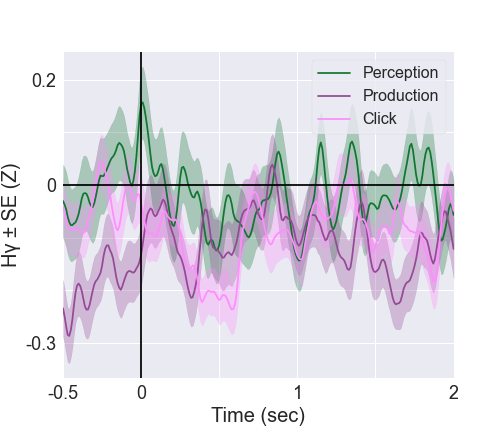 Perception
Production
Click
Hγ ± SE (Z)
0.2
0
-0.3
-0.5
0
1
2
Time (sec)